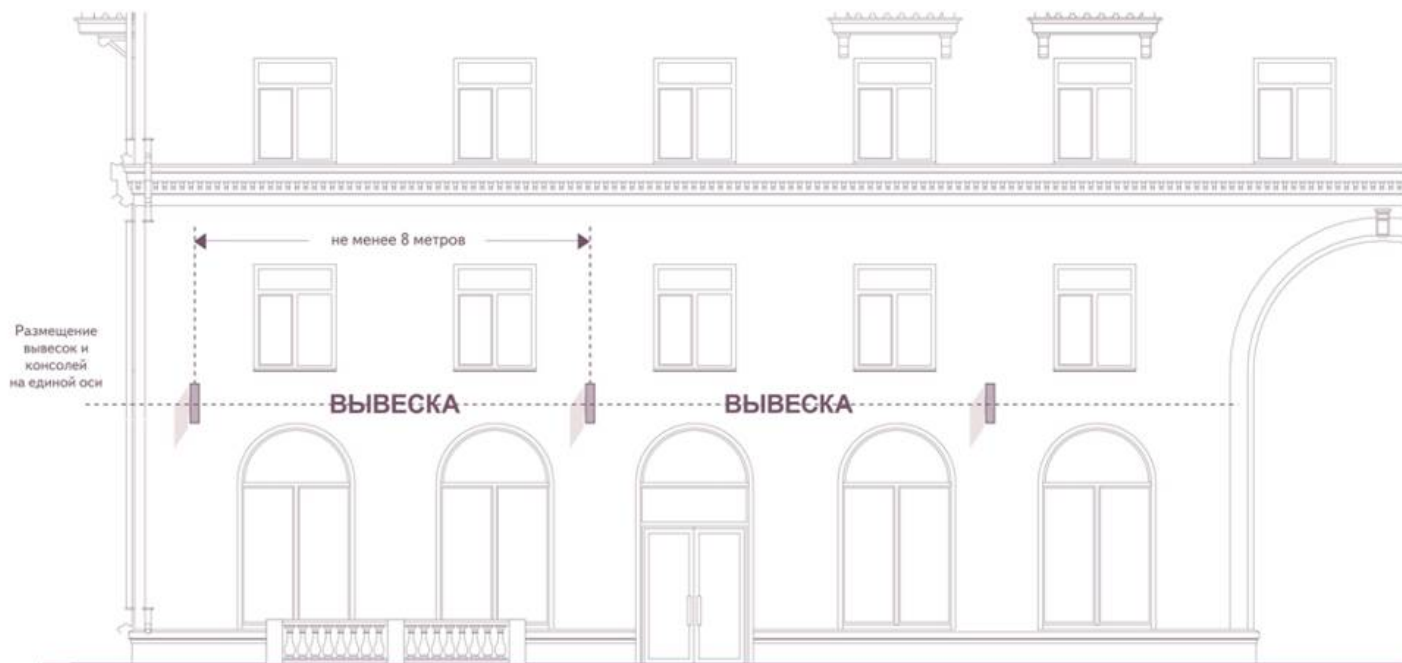 не менее 8 метров
Размещение
вывесок и
консолей
на единой оси
ВЫВЕСКА
ВЫВЕСКА